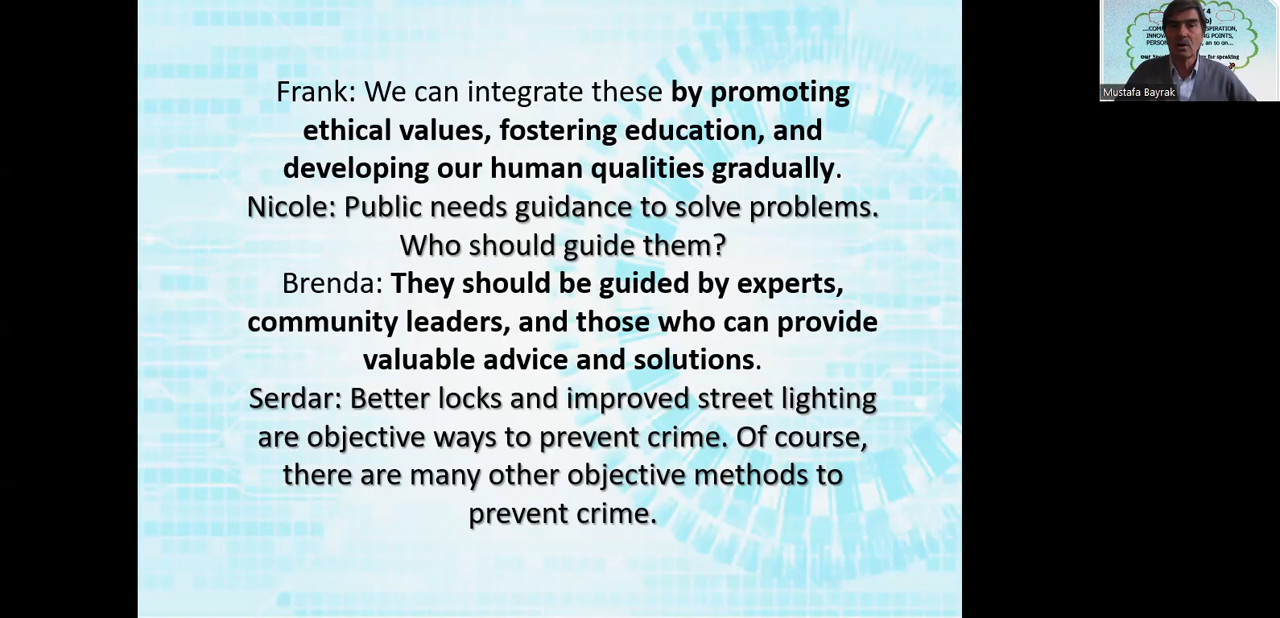 Frank: We can integrate these by promoting
ethical values, fostering education, and
developing our human qualities gradually.
Nicole: Public needs guidance to solve problems.
Who should guide them?
Brenda: They should be guided by experts,
community leaders, and those who can provide
valuable advice and solutions.
Serdar: Better locks and improved street lighting
are objective ways to prevent crime. Of course,
there are many other objective methods to
prevent crime.
Mustafa Bayrak